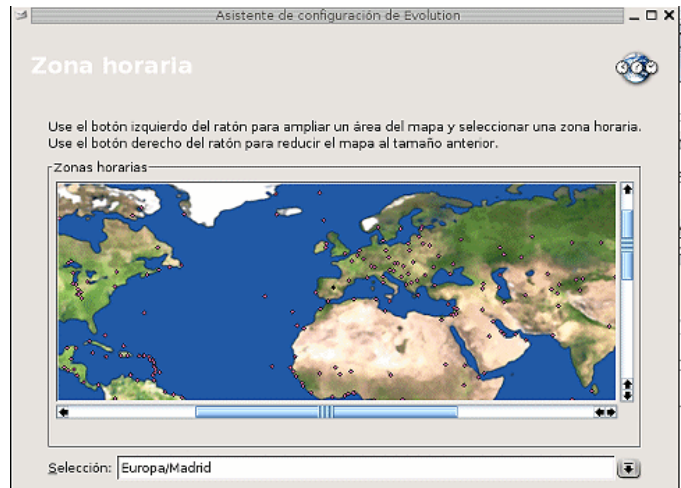 Asistente de configuración de Evolution
Zona horaria
Use el botón izquierdo del ratón para ampliar un área del mapa y seleccionar una zona horaria.
Use el botón derecho del ratón para reducir el mapa al tamaño anterior.
Zonas horarias
Selección: Europa/Madrid